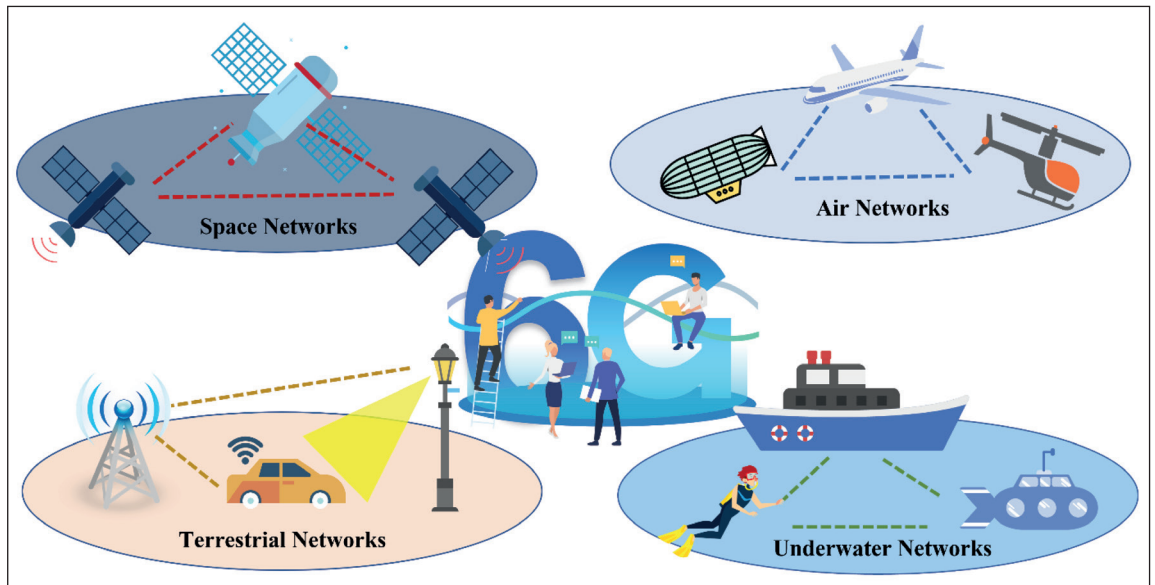 Space Networks
Air Networks
6G
Terrestrial Networks
Underwater Networks